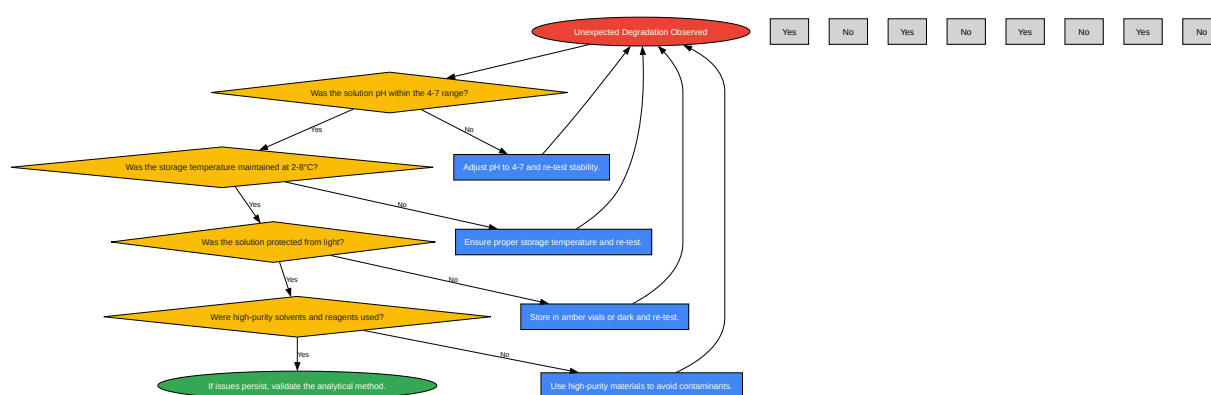 Unexpected Degradation Observed
Yes
No
Yes
No
Yes
No
Yes
No
Was the solution pH within the 4-7 range?
Yes
No
Was the storage temperature maintained at 2-8°C?
Adjust pH to 4-7 and re-test stability.
Yes
No
Was the solution protected from light?
Ensure proper storage temperature and re-test.
Yes
No
Were high-purity solvents and reagents used?
Store in amber vials or dark and re-test.
Yes
No
If issues persist, validate the analytical method.
Use high-purity materials to avoid contaminants.